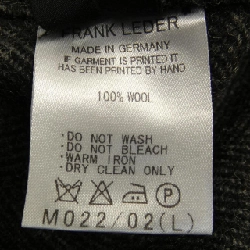 FRANK LEDER
MADE IN GERMANY
IF GARMENT IS PRINTED IT
HAS BEEN PRINTED BY HAND
100% WOOL
·DO NOT WASH
·DO NOT BLEACH
·WARM IRON
·DRY CLEAN ONLY
M022/02(L)